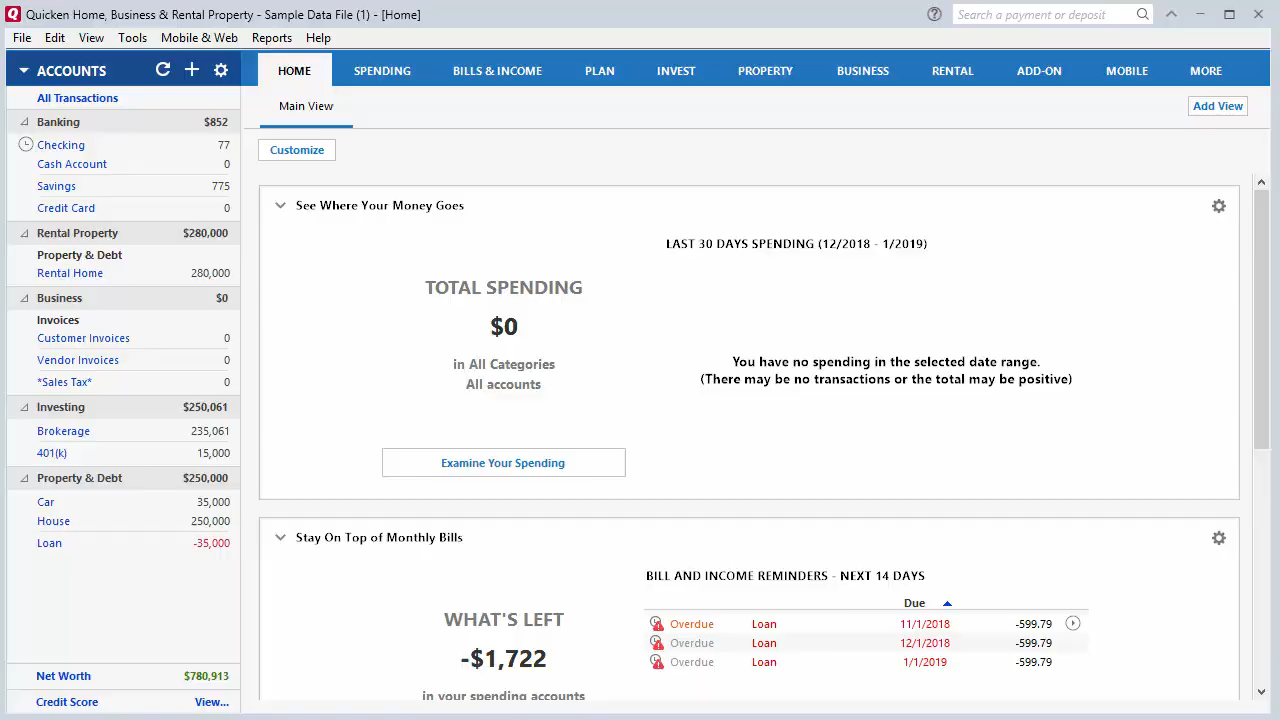 Quicken Home, Business & Rental Property - Sample Data File (1) - [Home]
Search a payment or deposit
File Edit View Tools Mobile & Web Reports Help
ACCOUNTS
HOME SPENDING BILLS & INCOME PLAN INVEST PROPERTY BUSINESS RENTAL ADD-ON MOBILE MORE
All Transactions
Main View
Add View
Banking $852
Checking 77
Cash Account 0
Savings 775
Credit Card 0
Rental Property $280,000
Property & Debt
Rental Home 280,000
Business $0
Invoices
Customer Invoices 0
Vendor Invoices 0
*Sales Tax* 0
Investing $250,061
Brokerage 235,061
401(k) 15,000
Property & Debt $250,000
Car 35,000
House 250,000
Loan -35,000
Net Worth $780,913
Credit Score View...
Customize
See Where Your Money Goes
LAST 30 DAYS SPENDING (12/2018 - 1/2019)
TOTAL SPENDING
$0
in All Categories
All accounts
You have no spending in the selected date range.
(There may be no transactions or the total may be positive)
Examine Your Spending
Stay On Top of Monthly Bills
BILL AND INCOME REMINDERS - NEXT 14 DAYS
WHAT'S LEFT
-$1,722
in your spending accounts
Due
Overdue Loan 11/1/2018 -599.79
Overdue Loan 12/1/2018 -599.79
Overdue Loan 1/1/2019 -599.79